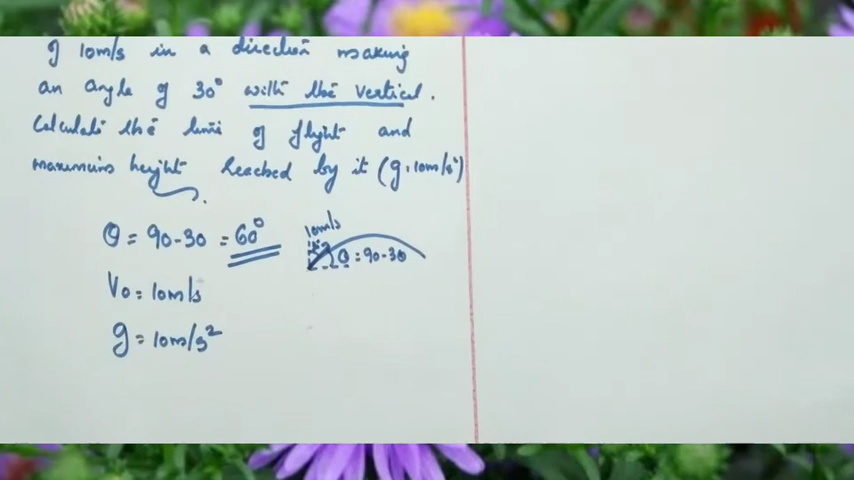 of 10m/s in a direction making
an angle of 30° with the vertical.
Calculate the time of flight and
maximum height reached by it (g = 10m/s²)
θ = 90-30 = 60°
10m/s
θ = 90-30
V0 = 10m/s
g = 10m/s²